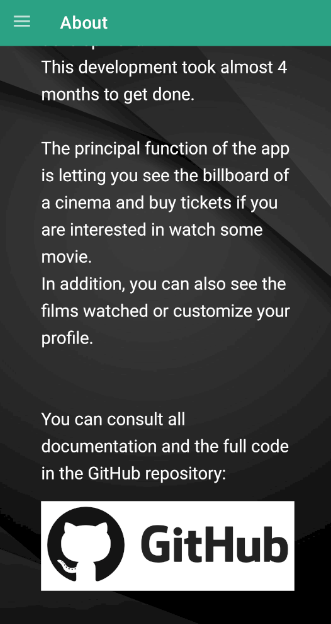 About
This development took almost 4
months to get done.
The principal function of the app
is letting you see the billboard of
a cinema and buy tickets if you
are interested in watch some
movie.
In addition, you can also see the
films watched or customize your
profile.
You can consult all
documentation and the full code
in the GitHub repository:
GitHub